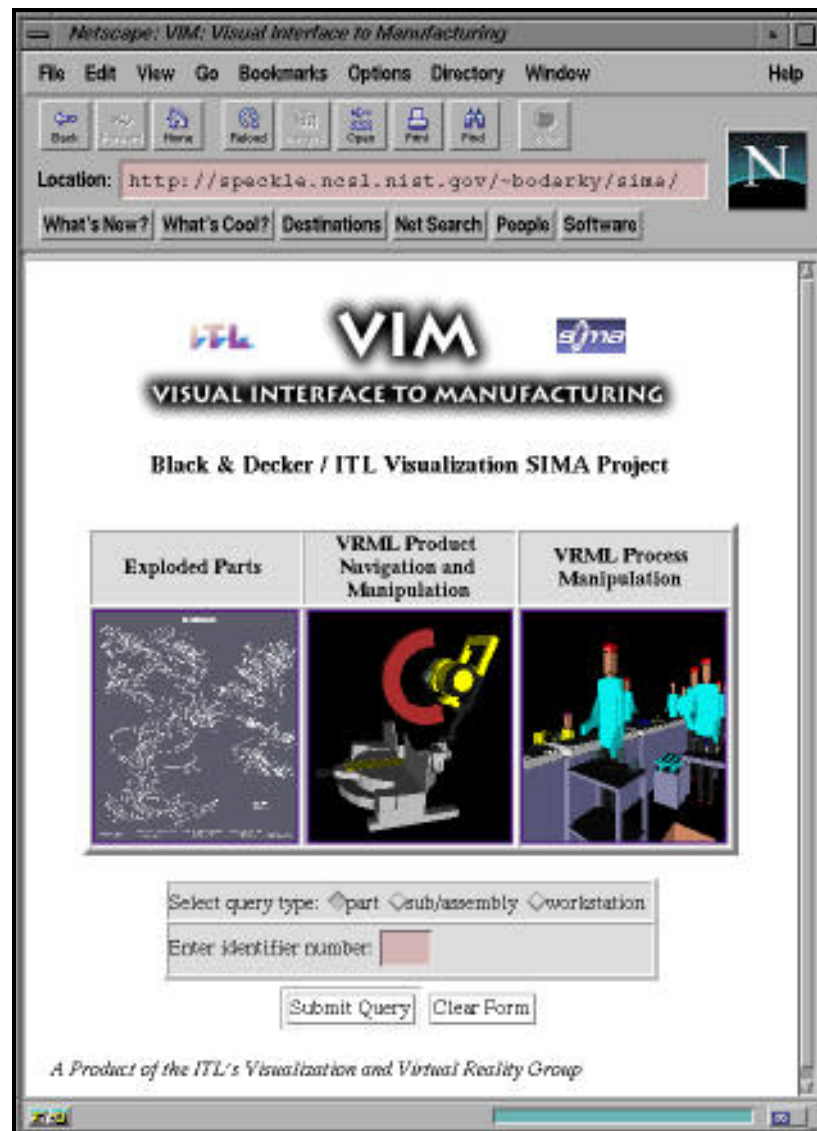 Netscape: VIM: Visual Interface to Manufacturing
File Edit View Go Bookmarks Options Directory Window Help
Back Home Reload Open Print Find
Location: http://speckle.ncsl.nist.gov/~bodarky/sima/
What's New? What's Cool? Destinations Net Search People Software
N
ITL VIM sima
VISUAL INTERFACE TO MANUFACTURING
Black & Decker / ITL Visualization SIMA Project
Exploded Parts
VRML Product
Navigation and
Manipulation
VRML Process
Manipulation
Select query type: part sub/assembly workstation
Enter identifier number:
Submit Query Clear Form
A Product of the ITL's Visualization and Virtual Reality Group